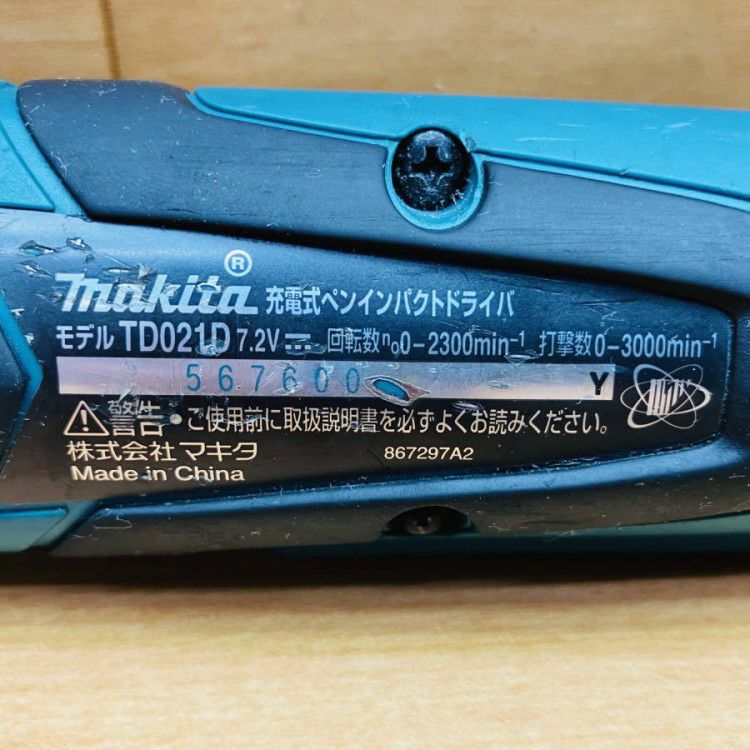 makita® 充電式ペンインパクトドライバ
モデル TD021D 7.2V⎓ 回転数n₀0-2300min⁻¹ 打撃数0-3000min⁻¹
567600 Y
⚠警告・ご使用前に取扱説明書を必ずよくお読みください。
株式会社マキタ 867297A2
Made in China